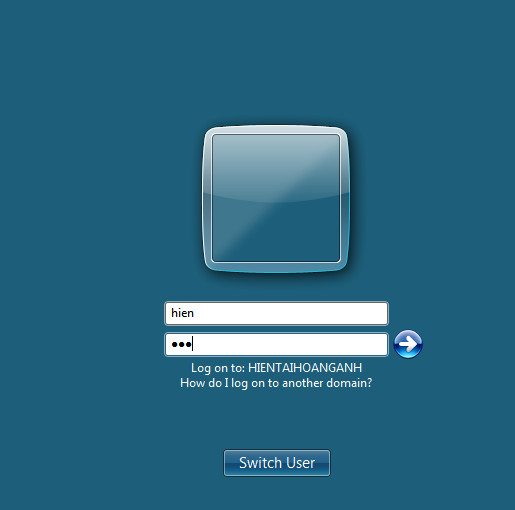 hien
●●●
Log on to: HIENTAIHOANGANH
How do I log on to another domain?
Switch User